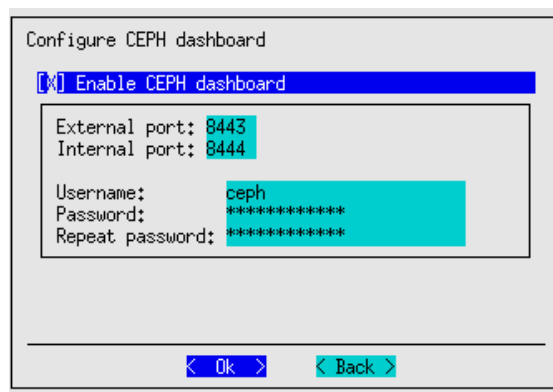 Configure CEPH dashboard
[X] Enable CEPH dashboard
External port: 8443
Internal port: 8444
Username: ceph
Password: ************
Repeat password: ************
< Ok > < Back >